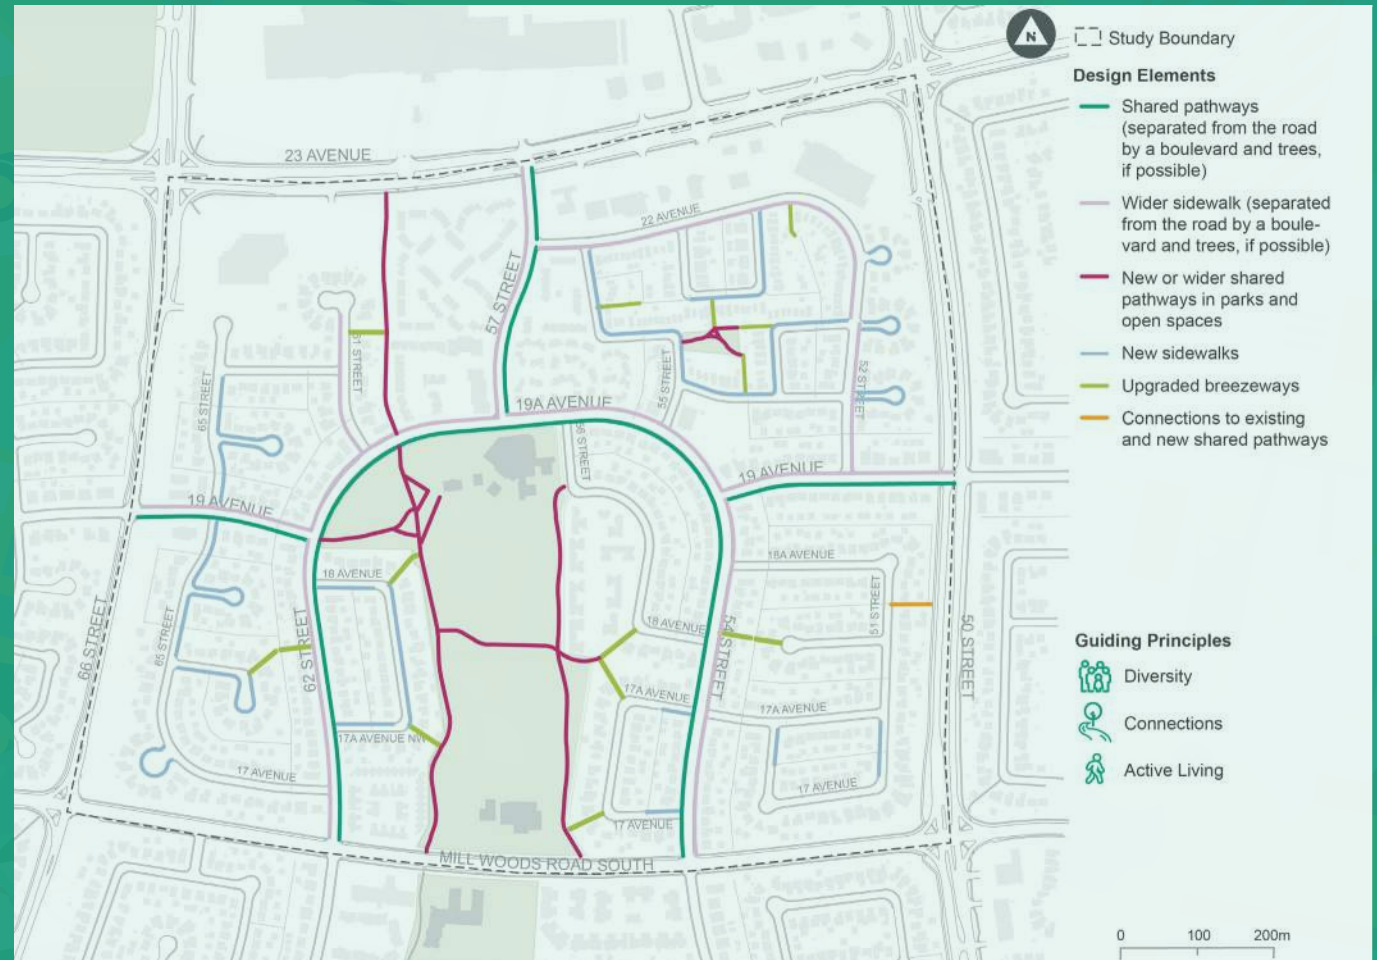 N
Study Boundary
Design Elements
Shared pathways
(separated from the road
by a boulevard and trees,
if possible)
Wider sidewalk (separated
from the road by a boule-
vard and trees, if possible)
New or wider shared
pathways in parks and
open spaces
New sidewalks
Upgraded breezeways
Connections to existing
and new shared pathways
Guiding Principles
Diversity
Connections
Active Living
0 100 200m
23 AVENUE
22 AVENUE
57 STREET
61 STREET
65 STREET
55 STREET
52 STREET
19A AVENUE
56 STREET
19 AVENUE
19 AVENUE
18A AVENUE
18 AVENUE
51 STREET
66 STREET
65 STREET
62 STREET
18 AVENUE
54 STREET
50 STREET
17A AVENUE
17A AVENUE
17A AVENUE NW
17 AVENUE
17 AVENUE
17 AVENUE
MILL WOODS ROAD SOUTH